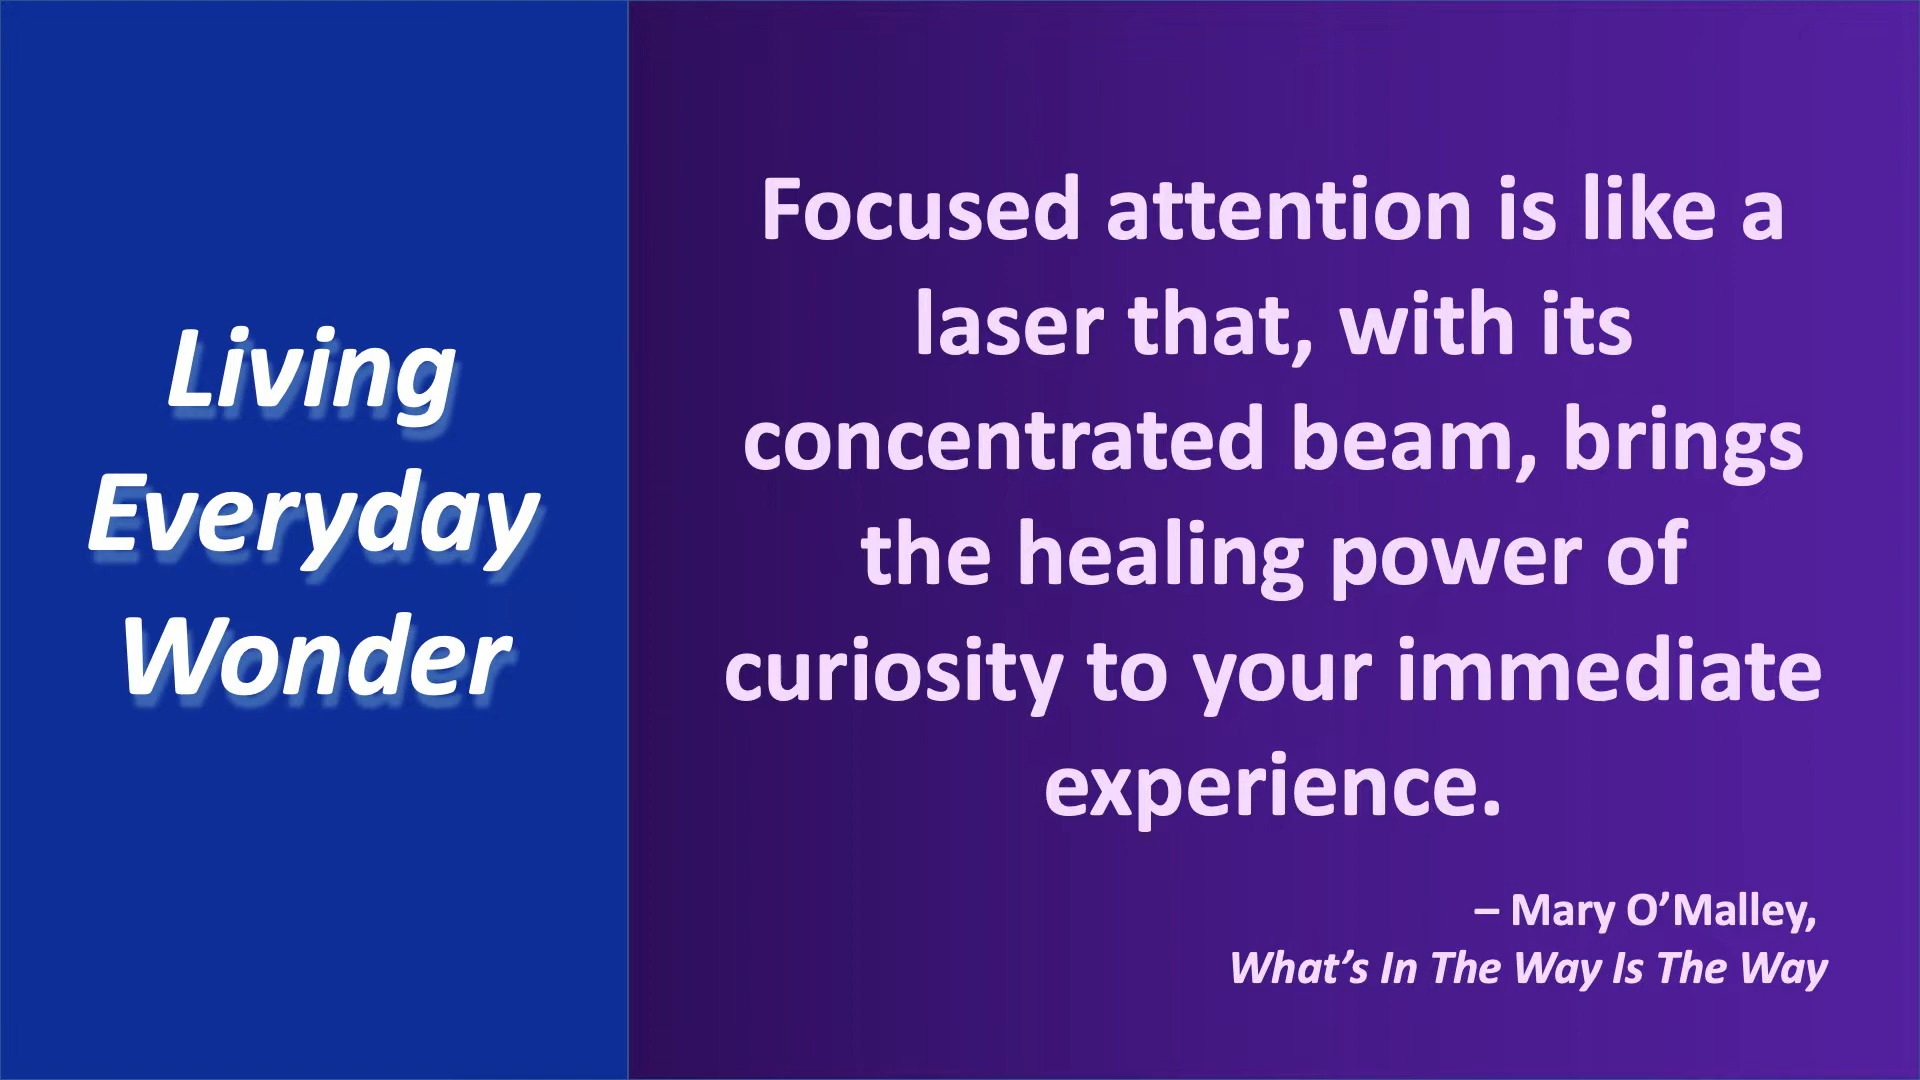 Living
Everyday
Wonder
Focused attention is like a
laser that, with its
concentrated beam, brings
the healing power of
curiosity to your immediate
experience.
– Mary O’Malley,
What’s In The Way Is The Way